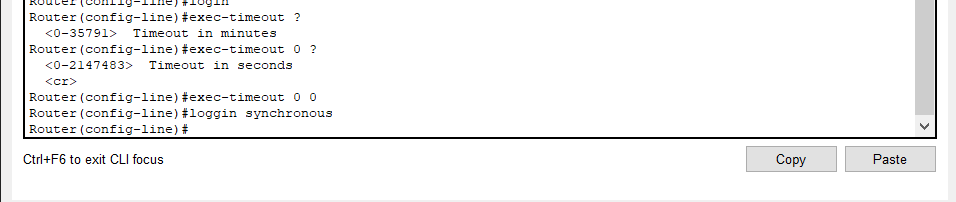 Router(config-line)#login
Router(config-line)#exec-timeout ?
<0-35791> Timeout in minutes
Router(config-line)#exec-timeout 0 ?
<0-2147483> Timeout in seconds
<cr>
Router(config-line)#exec-timeout 0 0
Router(config-line)#loggin synchronous
Router(config-line)#
Ctrl+F6 to exit CLI focus
Copy
Paste